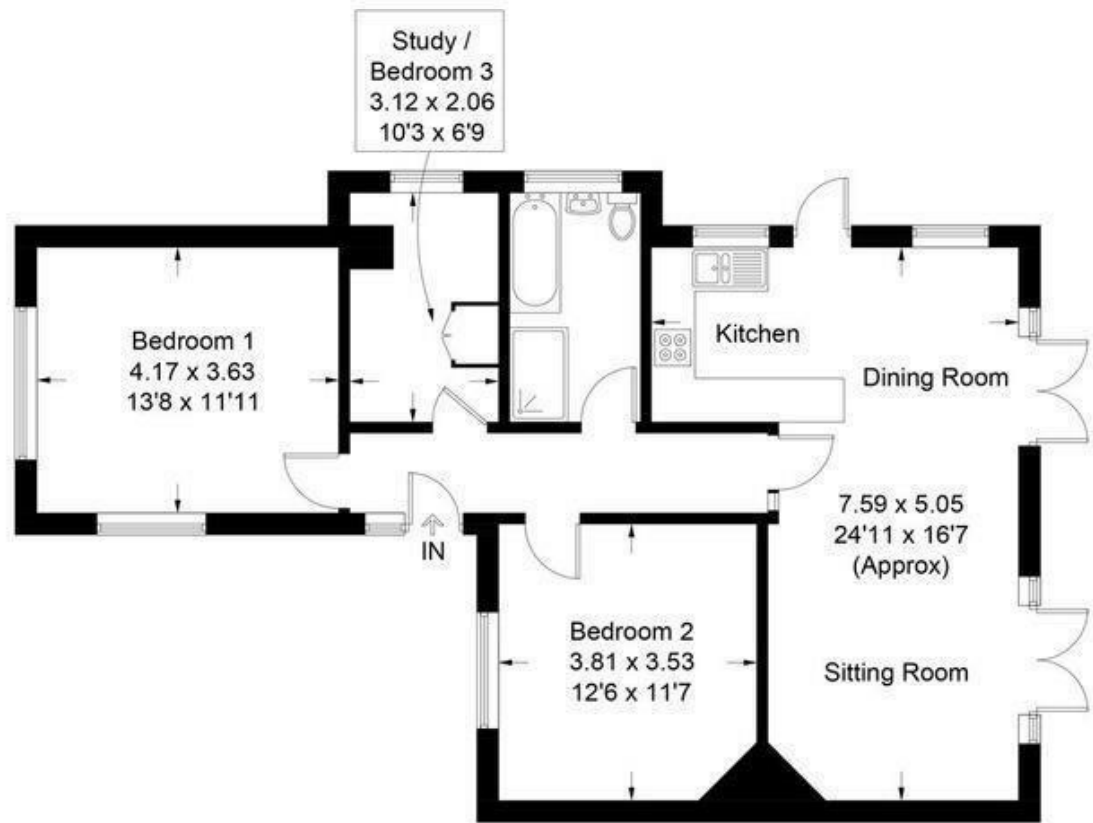 Study /
Bedroom 3
3.12 x 2.06
10'3 x 6'9
Bedroom 1
4.17 x 3.63
13'8 x 11'11
Kitchen
Dining Room
7.59 x 5.05
24'11 x 16'7
(Approx)
IN
Bedroom 2
3.81 x 3.53
12'6 x 11'7
Sitting Room